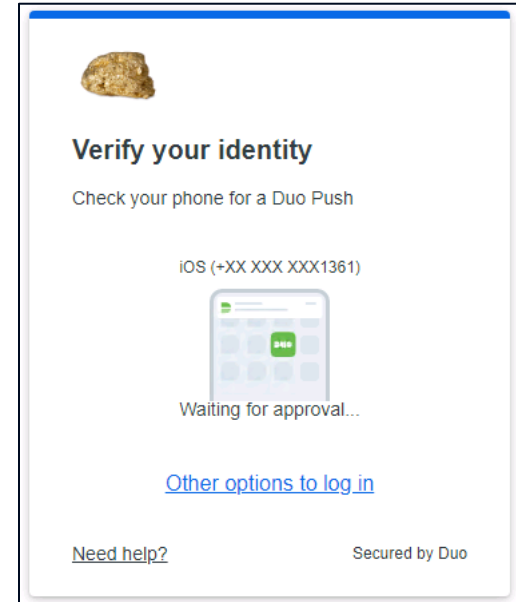 Verify your identity
Check your phone for a Duo Push
iOS (+XX XXX XXX1361)
DUO
Waiting for approval...
Other options to log in
Need help?
Secured by Duo